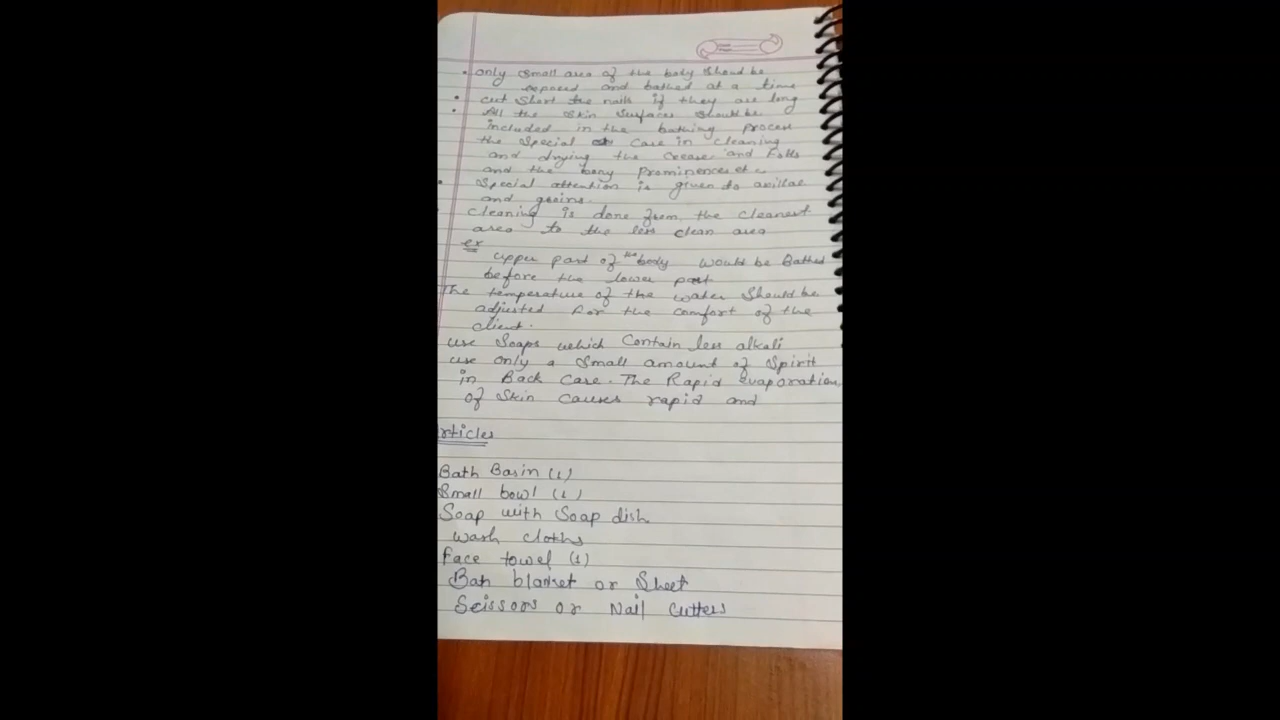 • only small area of the body should be
exposed and bathed at a time
• cut short the nails if they are long
• All the skin surfaces should be
included in the bathing process
the special care in cleaning
and drying the crease and Folds
and the bony prominences etc
• Special attention is given to axillae
and groins.
cleaning is done from the cleanest
area to the less clean area
ex
upper part of the body would be Bathed
before the lower part
The temperature of the water should be
adjusted for the comfort of the
client.
use Soaps which Contain less alkali
use only a small amount of Spirit
in Back Care. The Rapid evaporation
of Skin causes rapid and
rticles
Bath Basin (1)
Small bowl (1)
Soap with Soap dish
wash cloths
Face towel (1)
Bath blanket or Sheet
Scissors or Nail Cutters